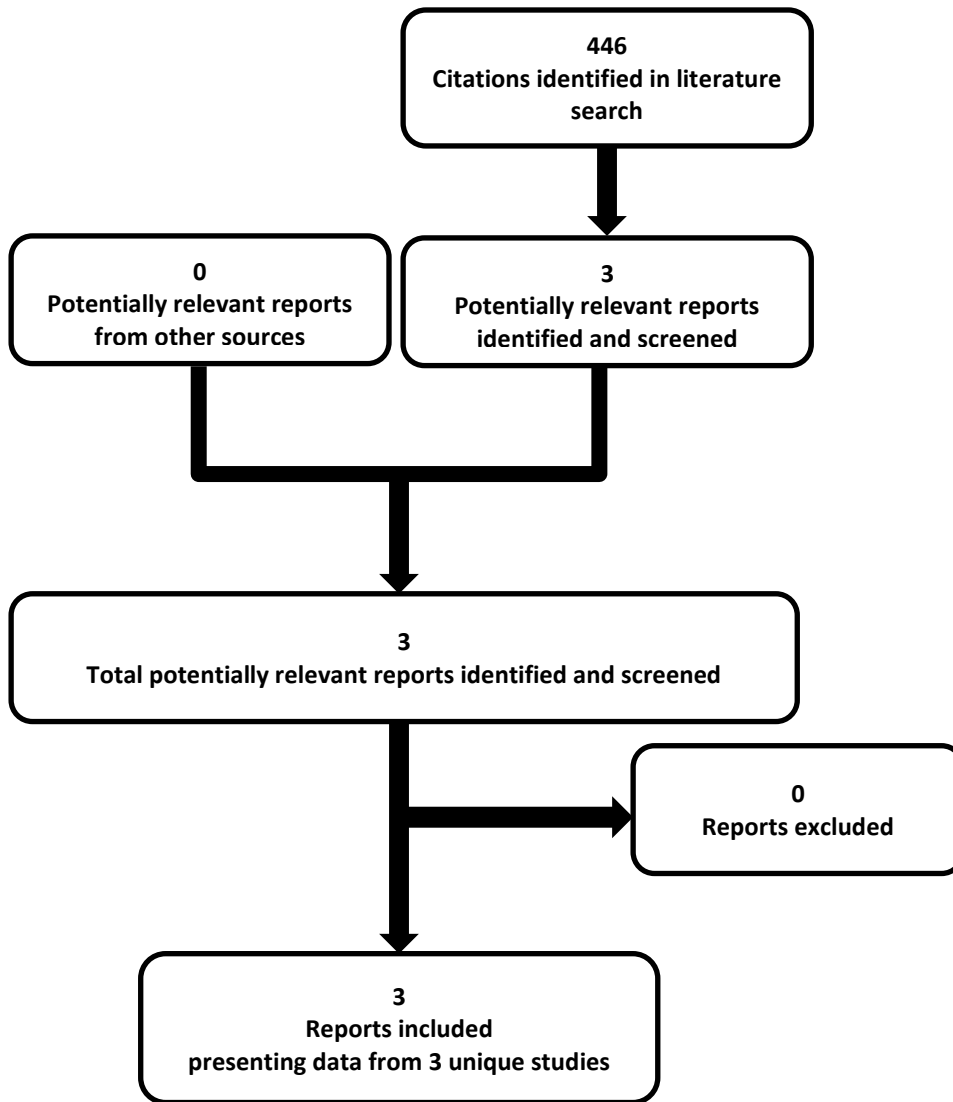 446
Citations identified in literature
search
0
Potentially relevant reports
from other sources
3
Potentially relevant reports
identified and screened
3
Total potentially relevant reports identified and screened
0
Reports excluded
3
Reports included
presenting data from 3 unique studies